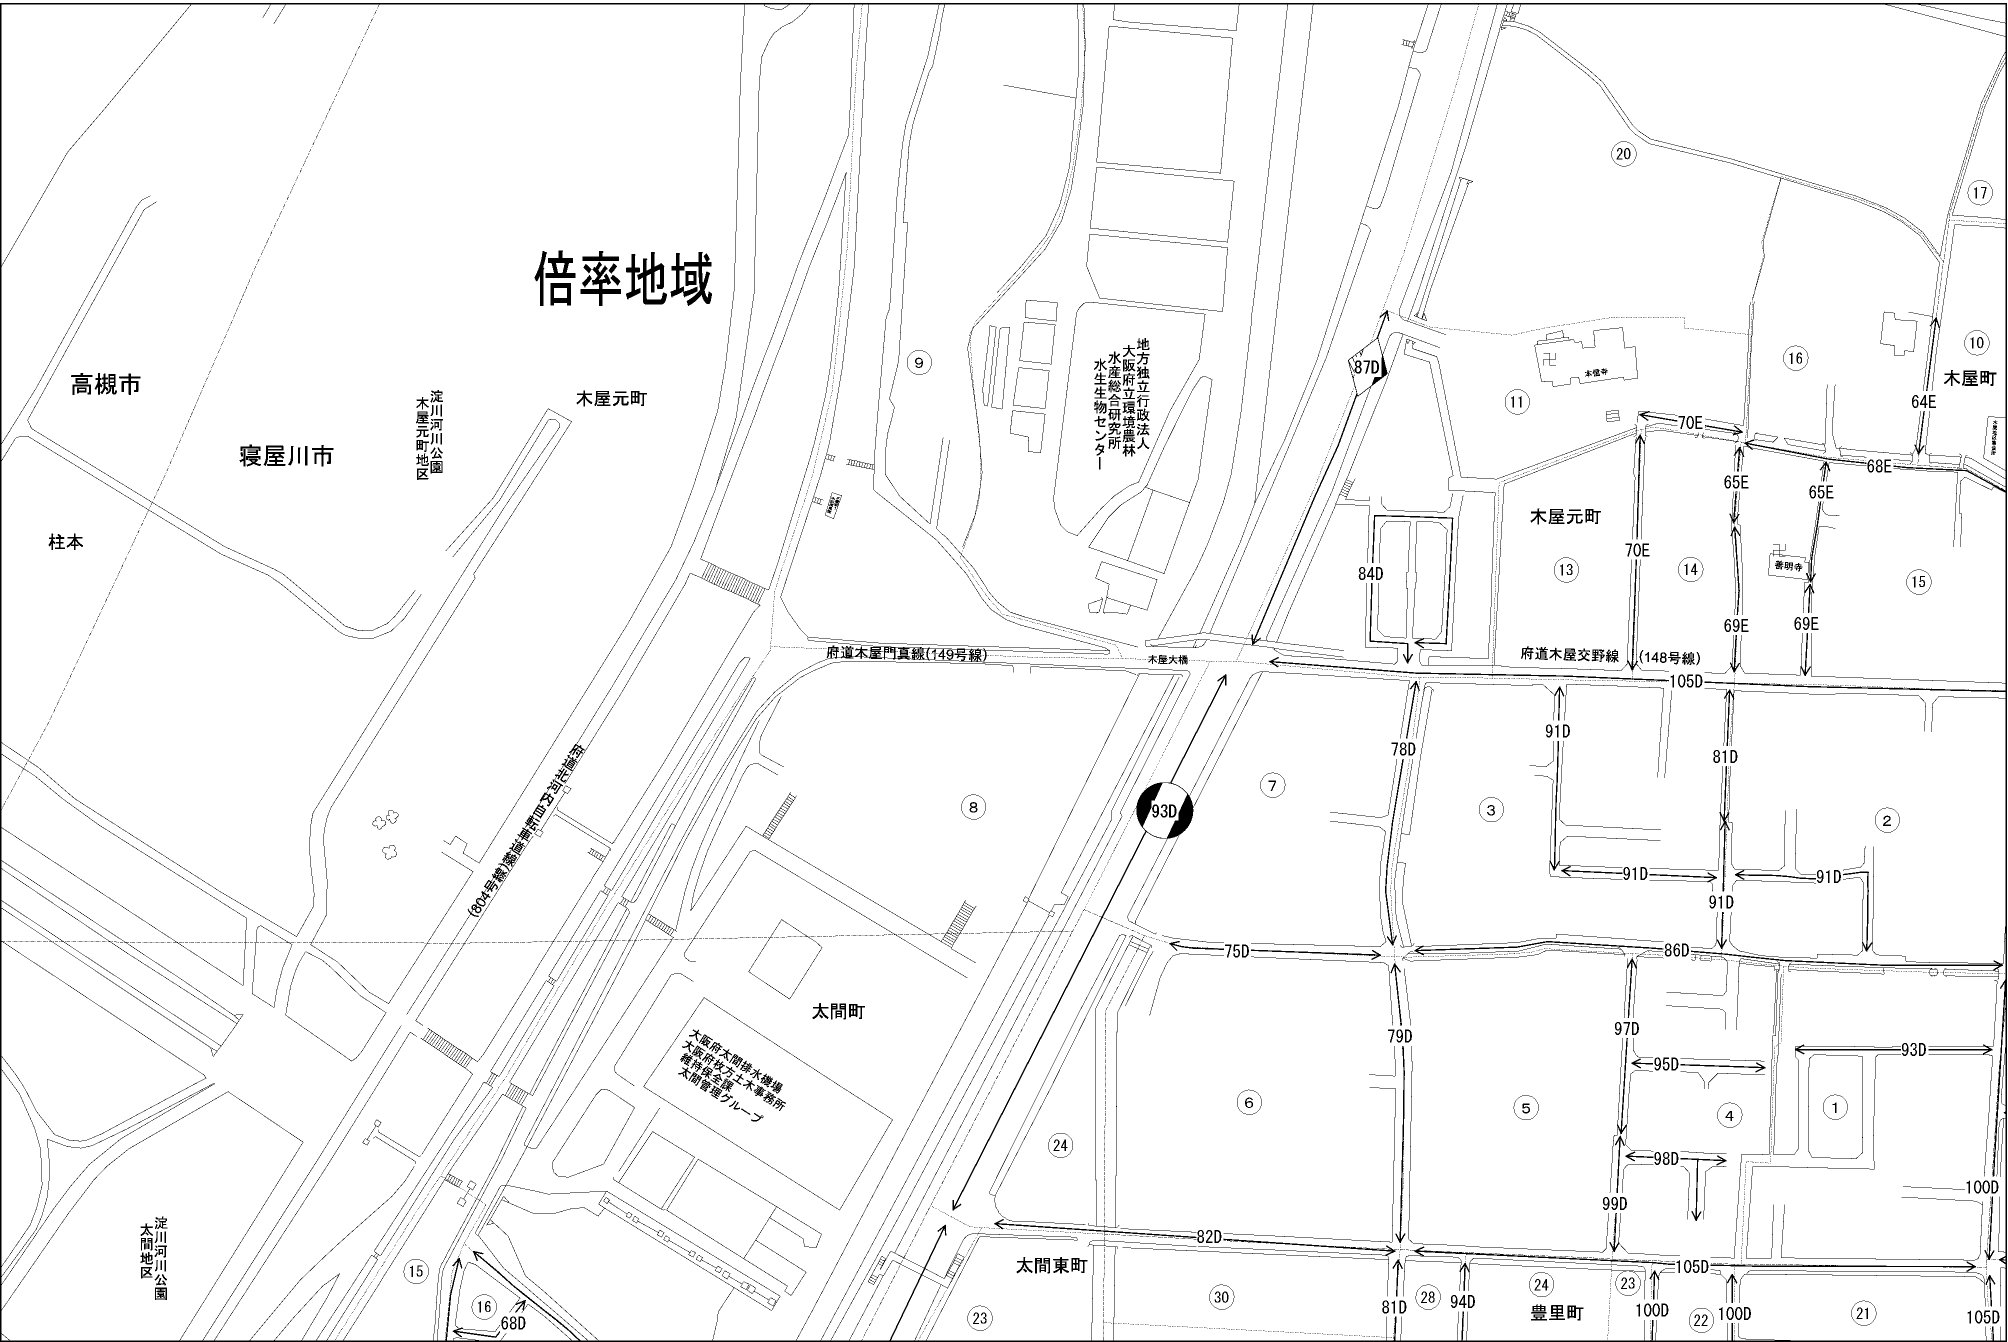 倍率地域
高槻市
寝屋川市
柱本
淀川河川公園
木屋元町地区
木屋元町
9
地方独立行政法人
大阪府立環境農林
水産総合研究所
水生生物センター
20
17
87D
11
本信寺
16
10
木屋町
64E
70E
68E
65E
65E
木屋元町
70E
84D
13
14
善明寺
15
69E
69E
府道木屋門真線(149号線)
木屋大橋
府道木屋交野線 (148号線)
105D
78D
91D
81D
府道北河内自転車道線
(804号線)
8
93D
7
3
2
91D
91D
91D
75D
86D
太間町
大阪府太間排水機場
大阪府枚方土木事務所
維持保全課
太間管理グループ
79D
97D
95D
93D
6
5
4
1
24
98D
99D
100D
淀川河川公園
太間地区
82D
太間東町
105D
15
16
68D
23
30
81D
28
94D
24
豊里町
23
100D
22
100D
21
105D